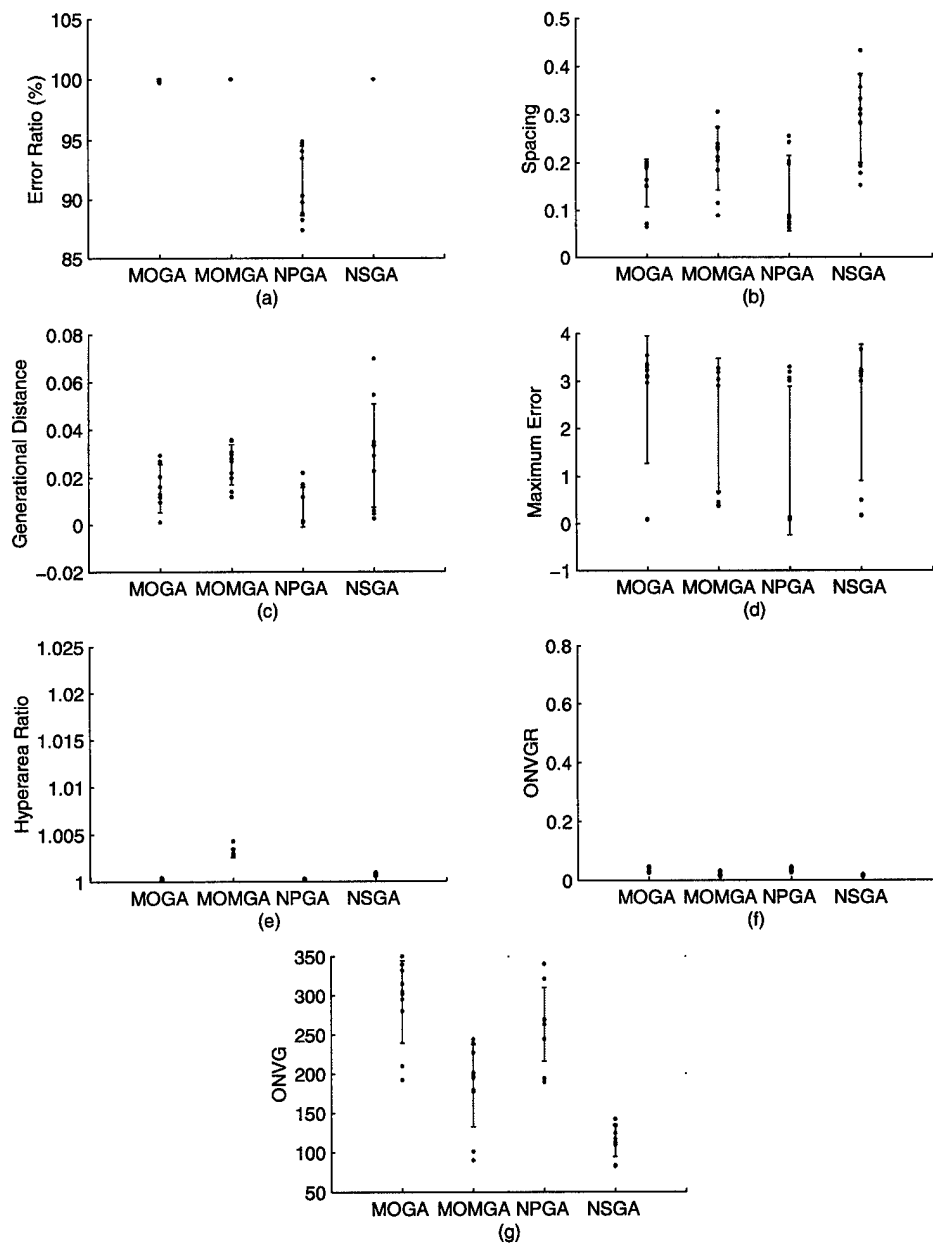 105
100
95
90
85
Error Ratio (%)
MOGA MOMGA NPGA NSGA
(a)
0.5
0.4
0.3
0.2
0.1
0
Spacing
MOGA MOMGA NPGA NSGA
(b)
0.08
0.06
0.04
0.02
0
−0.02
Generational Distance
MOGA MOMGA NPGA NSGA
(c)
4
3
2
1
0
−1
Maximum Error
MOGA MOMGA NPGA NSGA
(d)
1.025
1.02
1.015
1.01
1.005
1
Hyperarea Ratio
MOGA MOMGA NPGA NSGA
(e)
0.8
0.6
0.4
0.2
0
ONVGR
MOGA MOMGA NPGA NSGA
(f)
350
300
250
200
150
100
50
ONVG
MOGA MOMGA NPGA NSGA
(g)